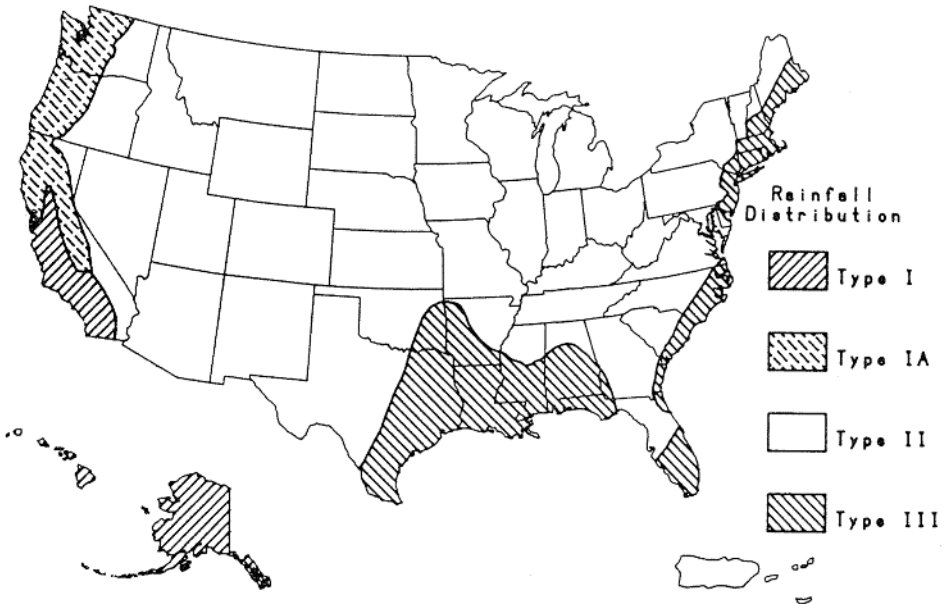 Rainfall
Distribution
Type I
Type IA
Type II
Type III